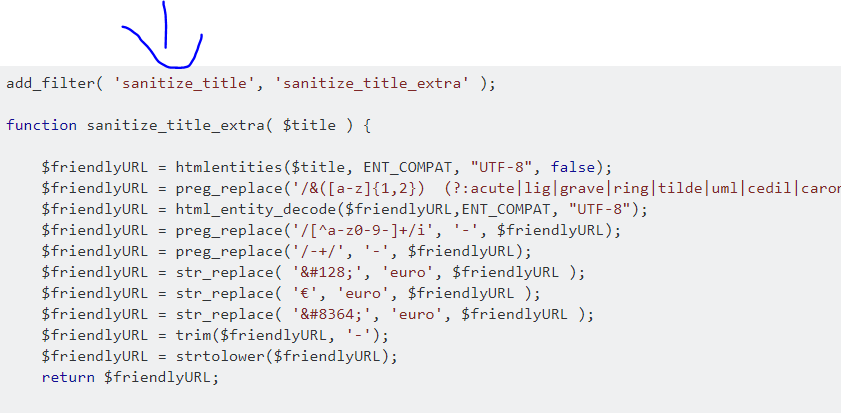 add_filter( 'sanitize_title', 'sanitize_title_extra' );
function sanitize_title_extra( $title ) {
$friendlyURL = htmlentities($title, ENT_COMPAT, "UTF-8", false);
$friendlyURL = preg_replace('/&([a-z]{1,2})  (?:acute|lig|grave|ring|tilde|uml|cedil|caron
$friendlyURL = html_entity_decode($friendlyURL,ENT_COMPAT, "UTF-8");
$friendlyURL = preg_replace('/[^a-z0-9-]+/i', '-', $friendlyURL);
$friendlyURL = preg_replace('/-+/', '-', $friendlyURL);
$friendlyURL = str_replace( '&#128;', 'euro', $friendlyURL );
$friendlyURL = str_replace( '€', 'euro', $friendlyURL );
$friendlyURL = str_replace( '&#8364;', 'euro', $friendlyURL );
$friendlyURL = trim($friendlyURL, '-');
$friendlyURL = strtolower($friendlyURL);
return $friendlyURL;